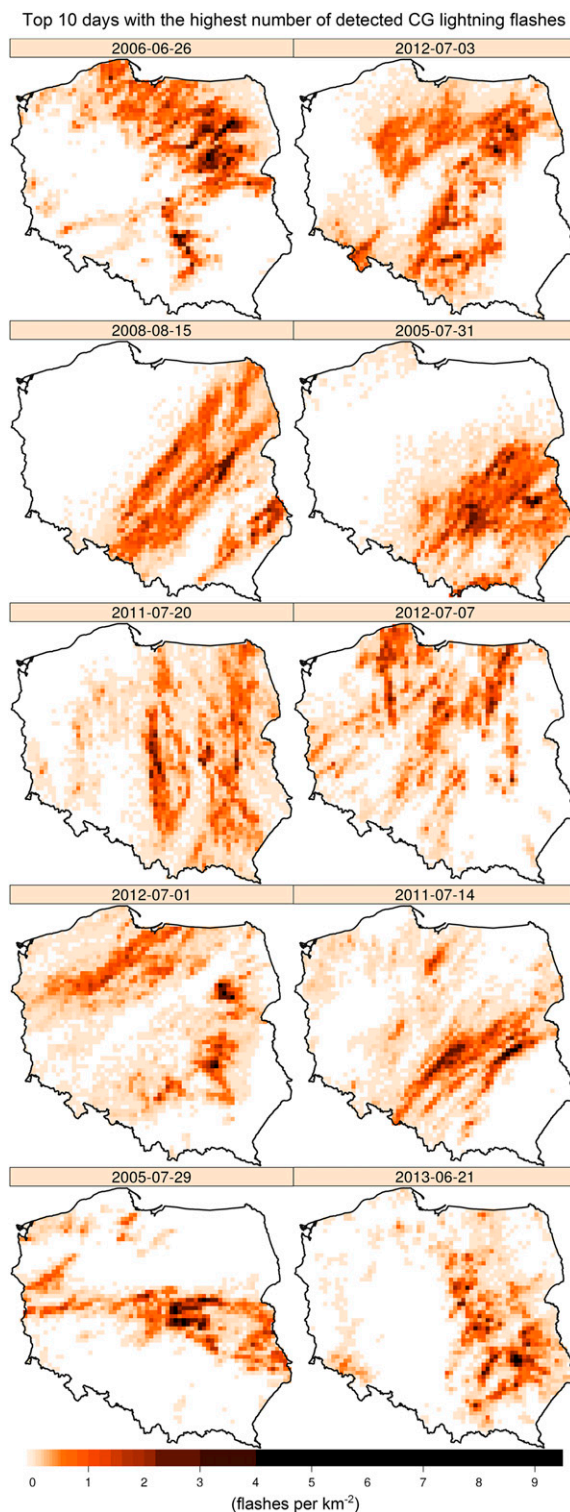 Top 10 days with the highest number of detected CG lightning flashes
2006-06-26 2012-07-03
2008-08-15 2005-07-31
2011-07-20 2012-07-07
2012-07-01 2011-07-14
2005-07-29 2013-06-21
0 1 2 3 4 5 6 7 8 9
(flashes per km⁻²)